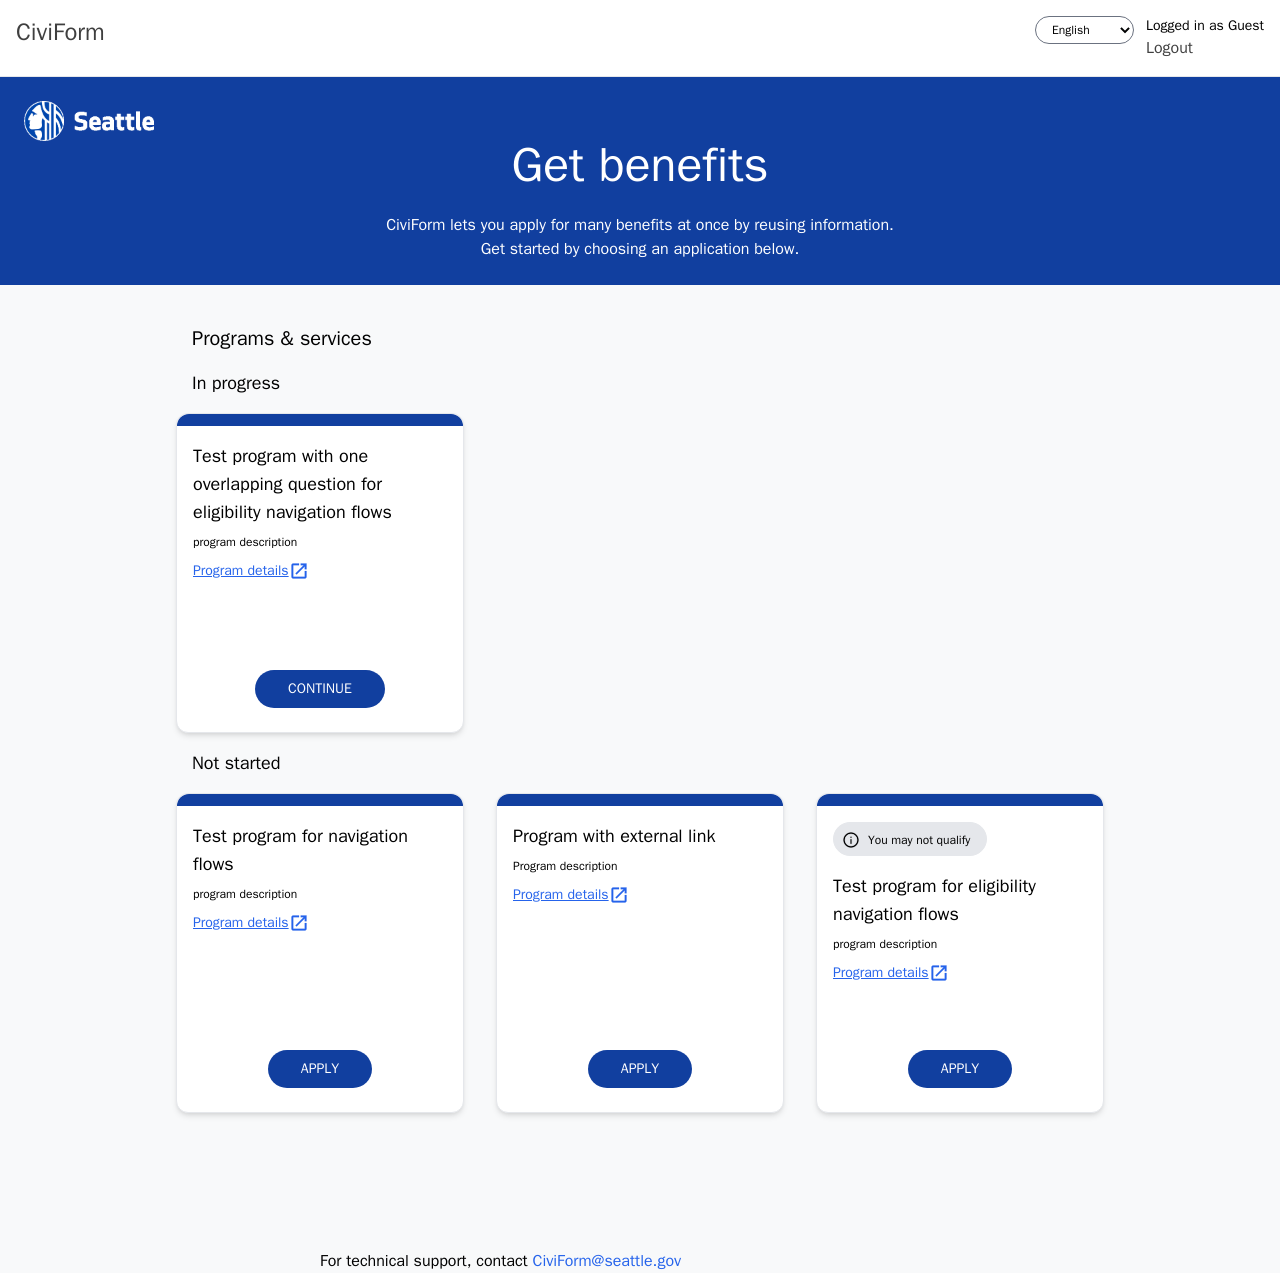 CiviForm
English
Logged in as Guest
Logout
Seattle
Get benefits
CiviForm lets you apply for many benefits at once by reusing information.
Get started by choosing an application below.
Programs & services
In progress
Test program with one
overlapping question for
eligibility navigation flows
program description
Program details
CONTINUE
Not started
Test program for navigation
flows
program description
Program details
APPLY
Program with external link
Program description
Program details
APPLY
You may not qualify
Test program for eligibility
navigation flows
program description
Program details
APPLY
For technical support, contact CiviForm@seattle.gov